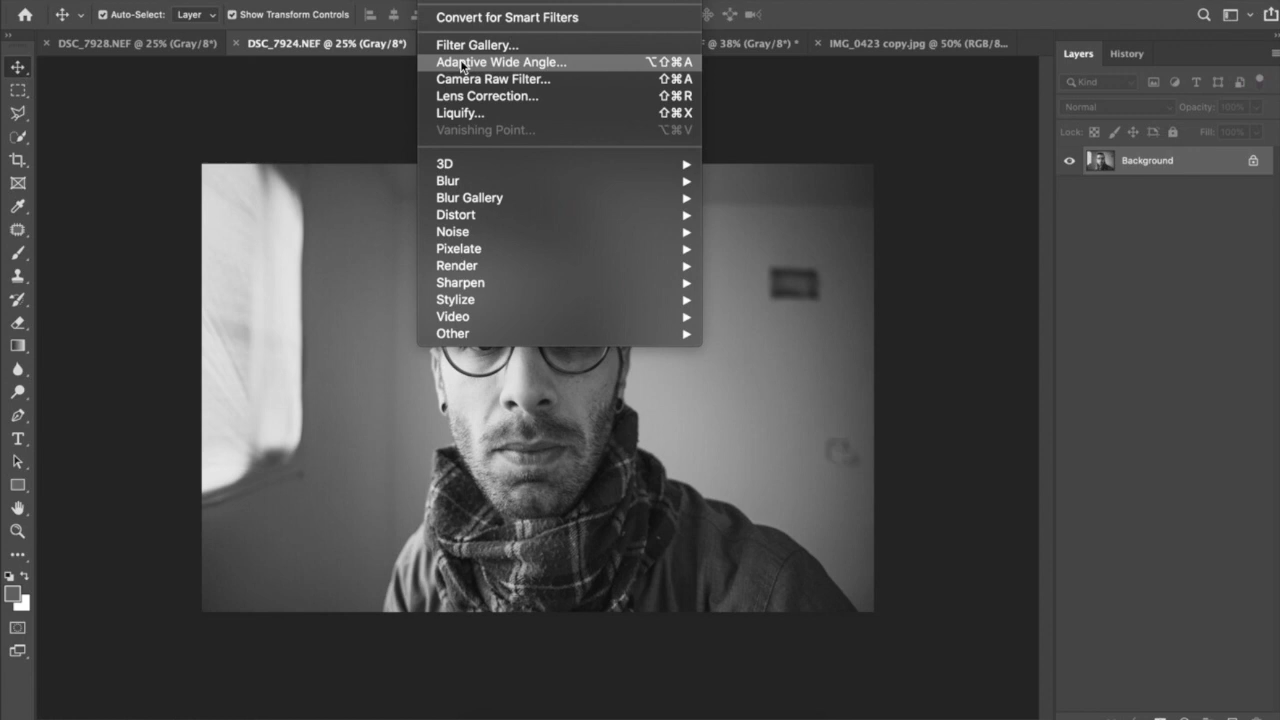 Auto-Select: Layer Show Transform Controls
Convert for Smart Filters
DSC_7928.NEF @ 25% (Gray/8*) DSC_7924.NEF @ 25% (Gray/8*) @ 38% (Gray/8*) * IMG_0423 copy.jpg @ 50% (RGB/8...
Filter Gallery...
Adaptive Wide Angle... ⌥⇧⌘A
Camera Raw Filter... ⇧⌘A
Lens Correction... ⇧⌘R
Liquify... ⇧⌘X
Vanishing Point... ⌥⌘V
3D
Blur
Blur Gallery
Distort
Noise
Pixelate
Render
Sharpen
Stylize
Video
Other
Layers History
Kind
Normal Opacity: 100%
Lock: Fill: 100%
Background